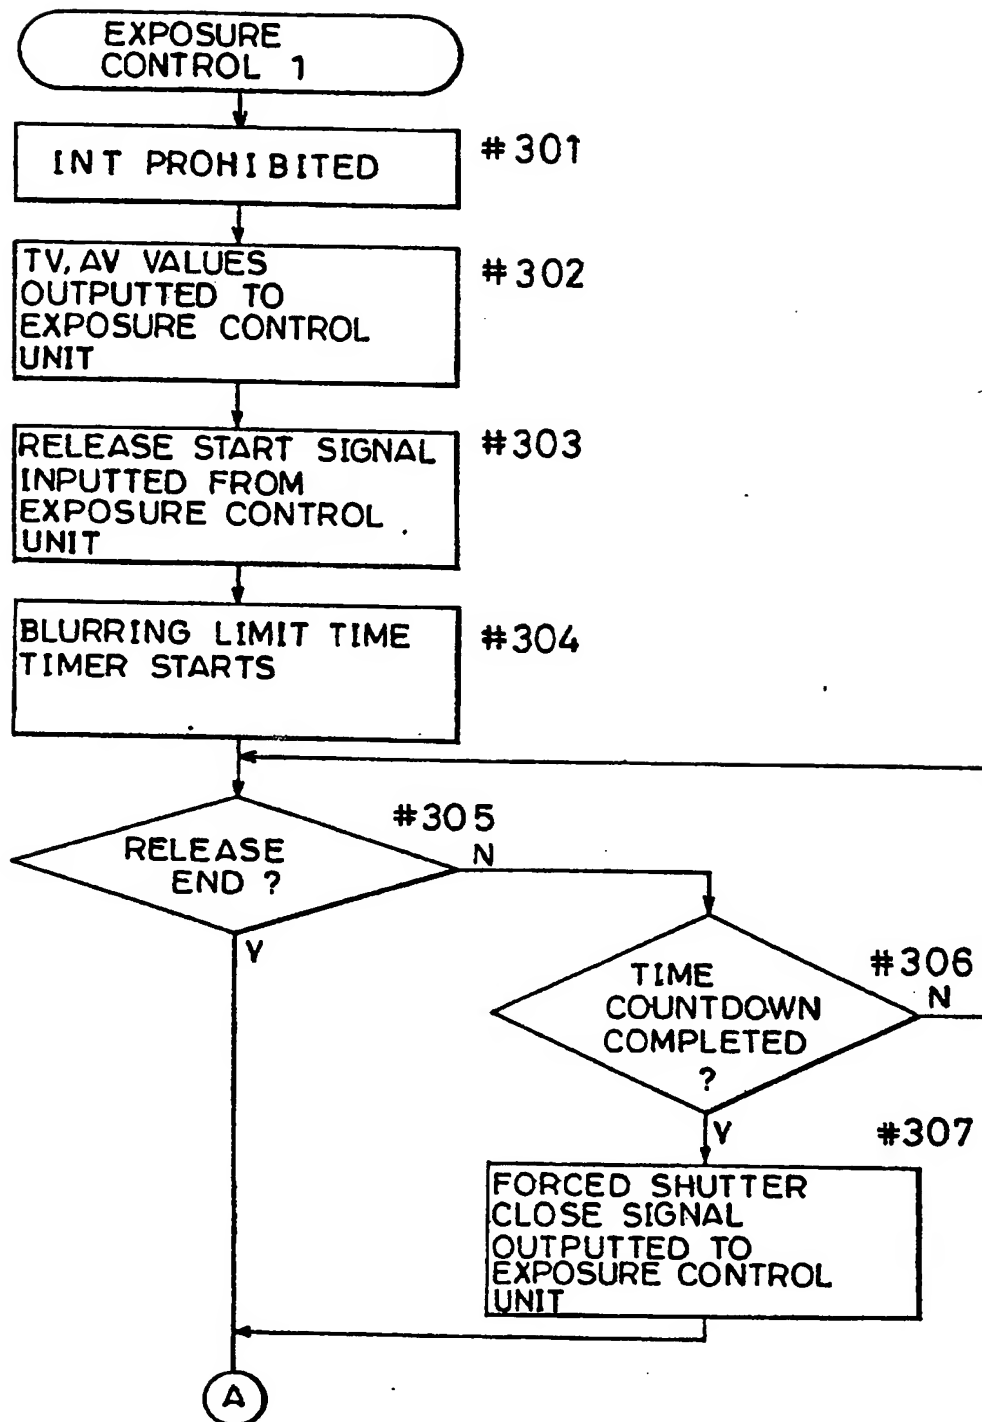 EXPOSURE
CONTROL 1
INT PROHIBITED
#301
TV, AV VALUES
OUTPUTTED TO
EXPOSURE CONTROL
UNIT
#302
RELEASE START SIGNAL
INPUTTED FROM
EXPOSURE CONTROL
UNIT
#303
BLURRING LIMIT TIME
TIMER STARTS
#304
#305
RELEASE
END ?
N
Y
#306
TIME
COUNTDOWN
COMPLETED
?
N
Y
#307
FORCED SHUTTER
CLOSE SIGNAL
OUTPUTTED TO
EXPOSURE CONTROL
UNIT
A